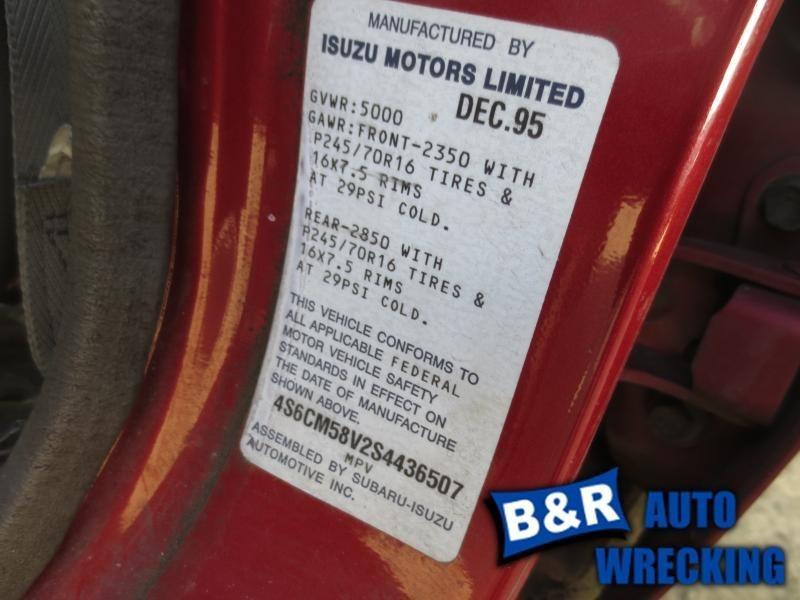 MANUFACTURED BY
ISUZU MOTORS LIMITED
GVWR:5000 DEC.95
GAWR:FRONT-2350 WITH
P245/70R16 TIRES &
16X7.5 RIMS
AT 29PSI COLD.
REAR-2850 WITH
P245/70R16 TIRES &
16X7.5 RIMS
AT 29PSI COLD.
THIS VEHICLE CONFORMS TO
ALL APPLICABLE FEDERAL
MOTOR VEHICLE SAFETY
STANDARDS IN EFFECT ON
THE DATE OF MANUFACTURE
SHOWN ABOVE.
4S6CM58V2S4436507
MPV
ASSEMBLED BY SUBARU-ISUZU
AUTOMOTIVE INC.
B&R AUTO
WRECKING